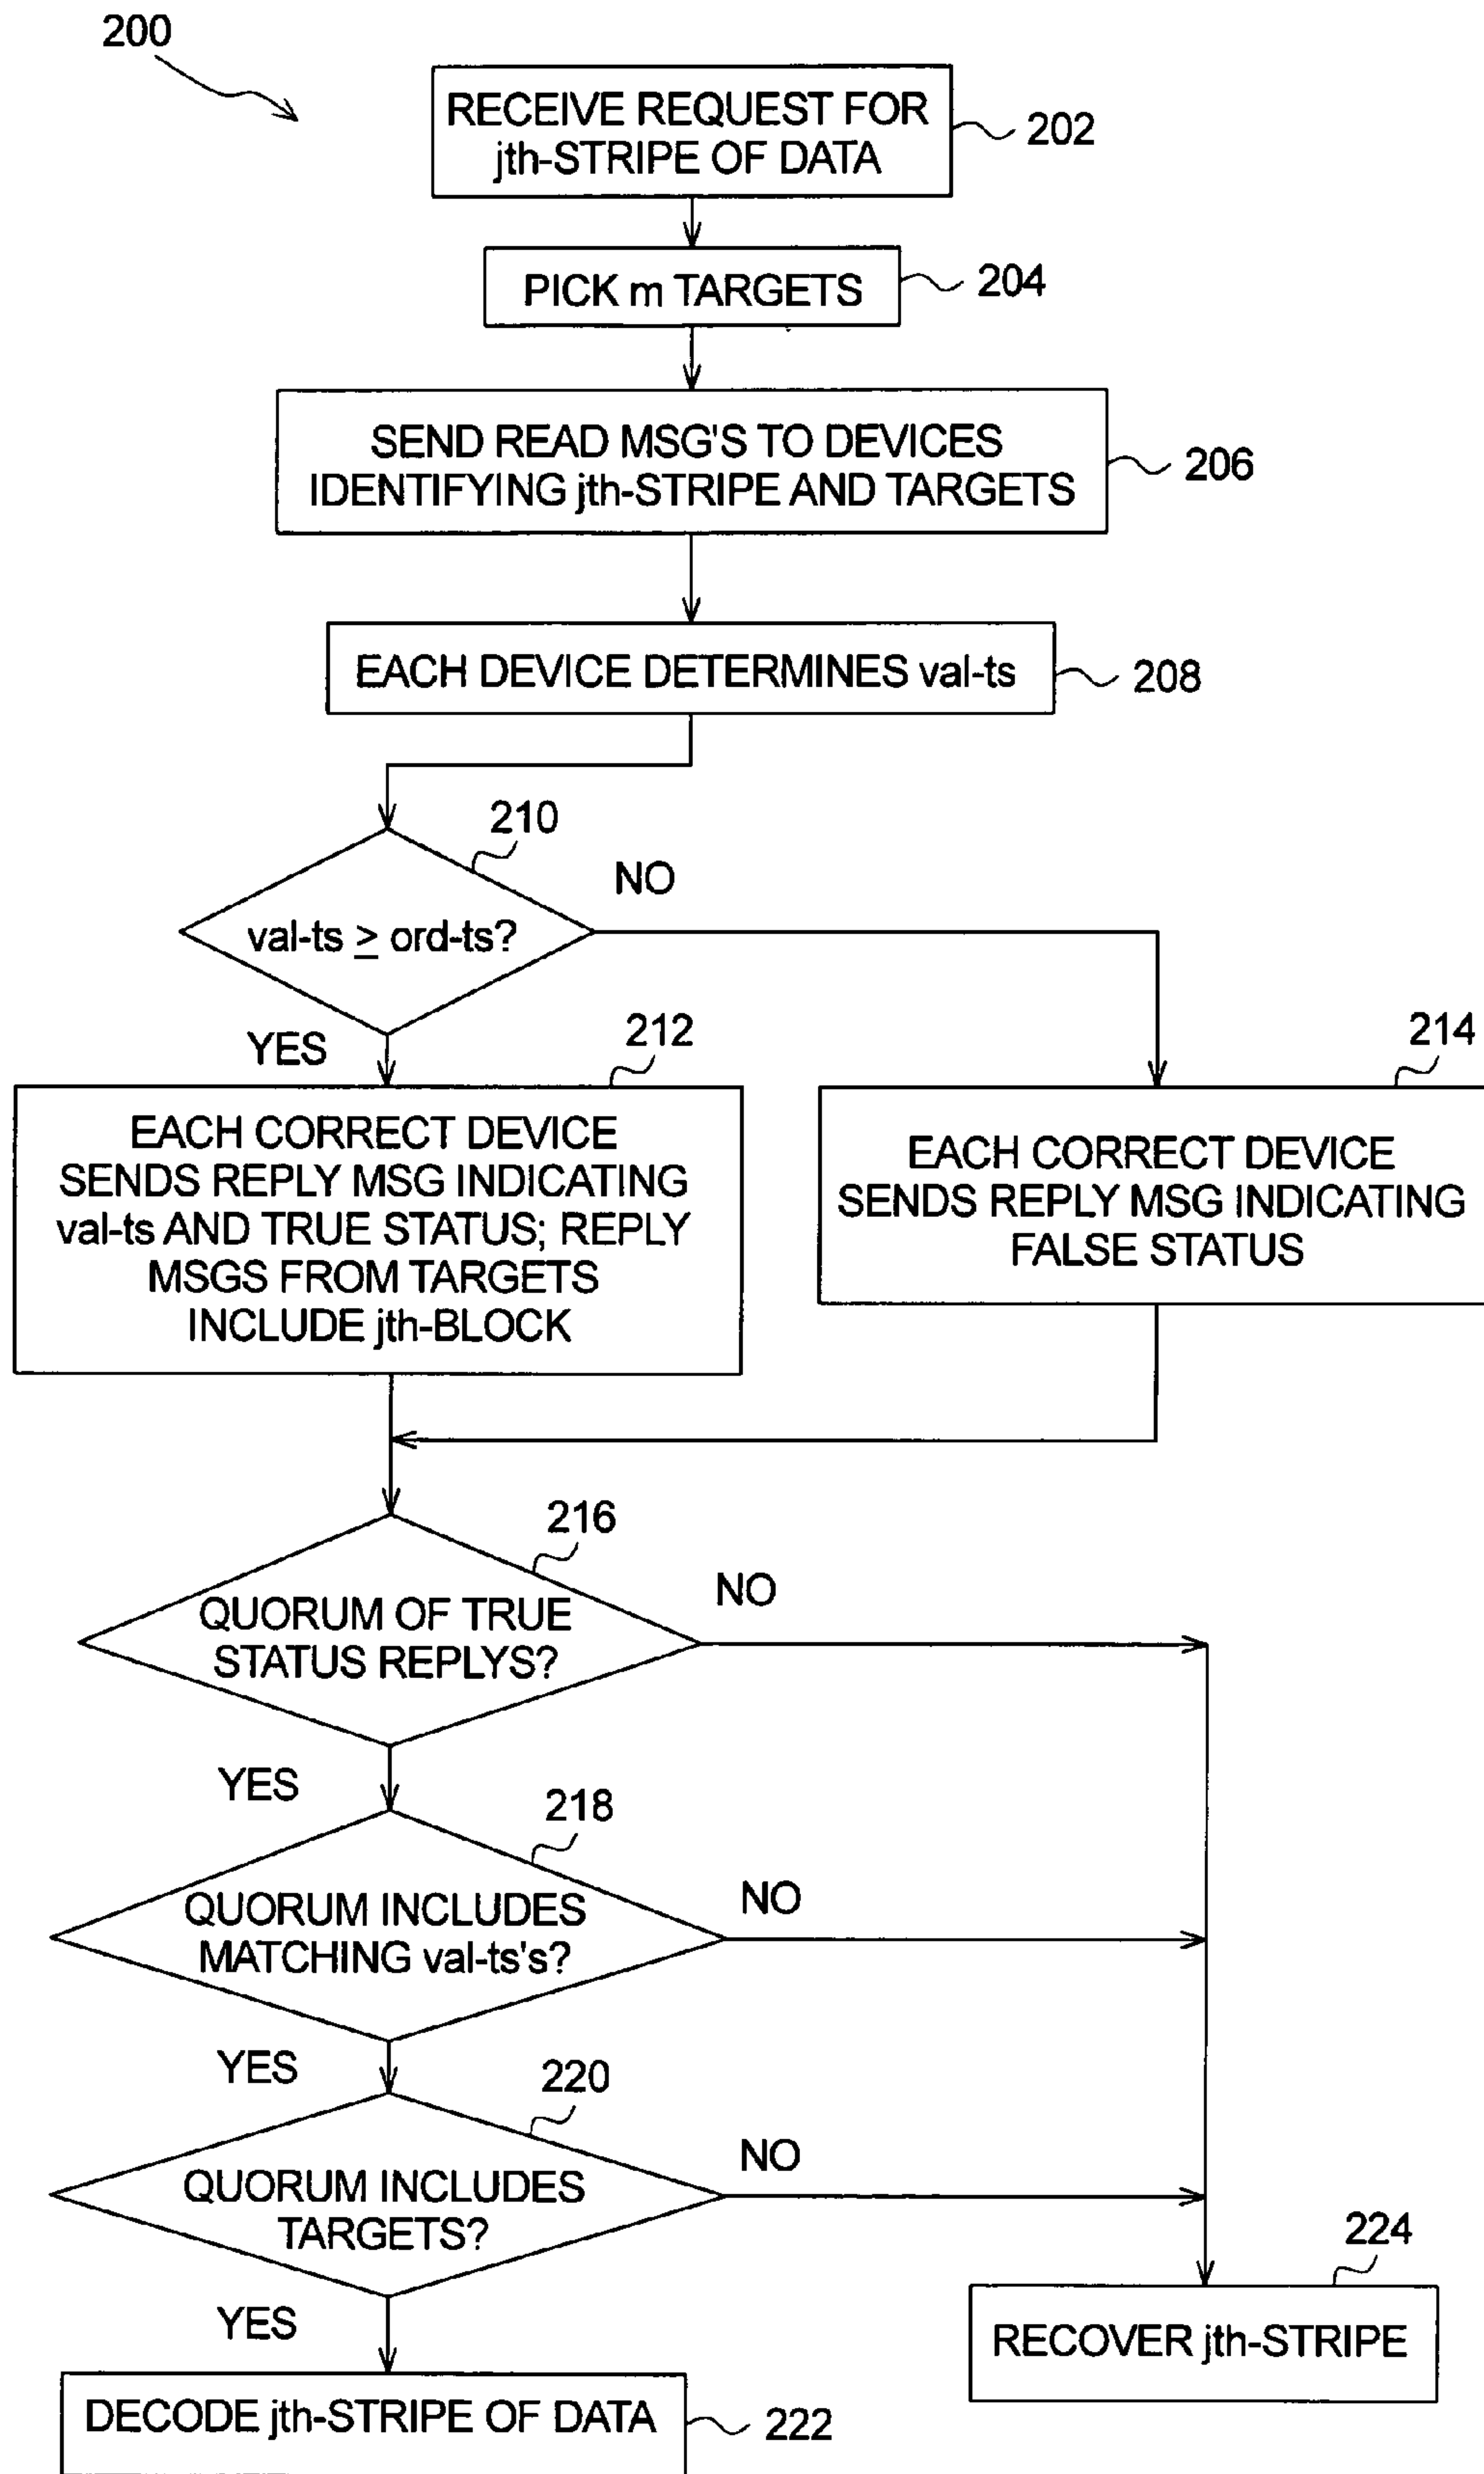 200
RECEIVE REQUEST FOR
jth-STRIPE OF DATA
202
PICK m TARGETS
204
SEND READ MSG'S TO DEVICES
IDENTIFYING jth-STRIPE AND TARGETS
206
EACH DEVICE DETERMINES val-ts
208
210
val-ts ≥ ord-ts?
NO
YES
212
EACH CORRECT DEVICE
SENDS REPLY MSG INDICATING
val-ts AND TRUE STATUS; REPLY
MSGS FROM TARGETS
INCLUDE jth-BLOCK
214
EACH CORRECT DEVICE
SENDS REPLY MSG INDICATING
FALSE STATUS
216
QUORUM OF TRUE
STATUS REPLYS?
NO
YES
218
QUORUM INCLUDES
MATCHING val-ts's?
NO
YES
220
QUORUM INCLUDES
TARGETS?
NO
YES
224
RECOVER jth-STRIPE
DECODE jth-STRIPE OF DATA
222